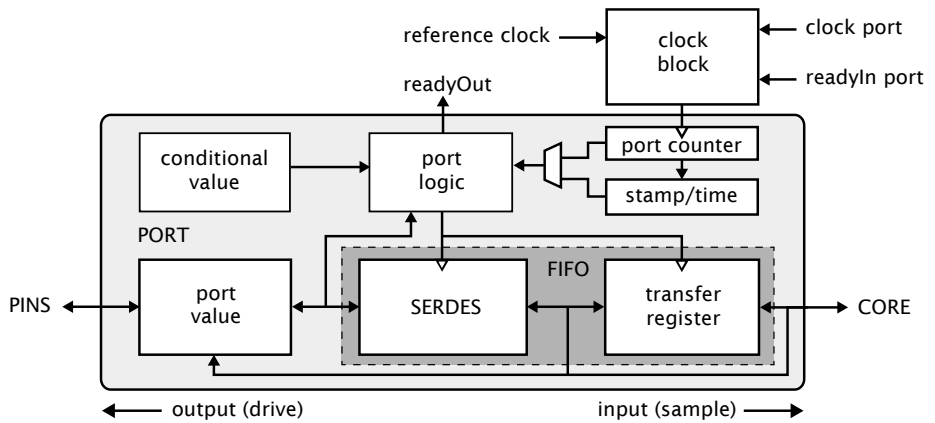 reference clock
clock
block
clock port
readyIn port
readyOut
conditional
value
port
logic
port counter
stamp/time
PORT
FIFO
PINS
port
value
SERDES
transfer
register
CORE
output (drive)
input (sample)